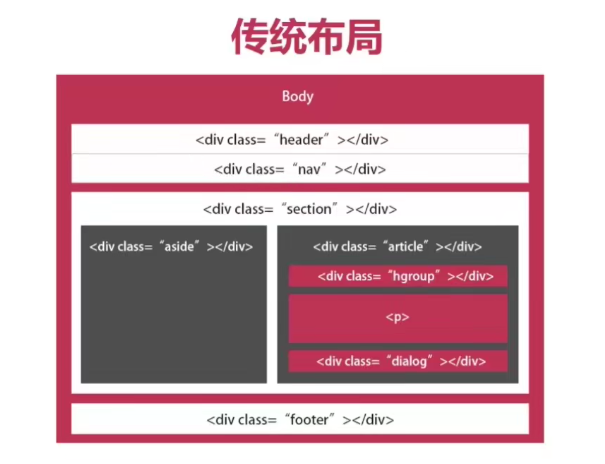 传统布局
Body
<div class=“header”></div>
<div class=“nav”></div>
<div class=“section”></div>
<div class=“aside”></div>
<div class=“article”></div>
<div class=“hgroup”></div>
<p>
<div class=“dialog”></div>
<div class=“footer”></div>